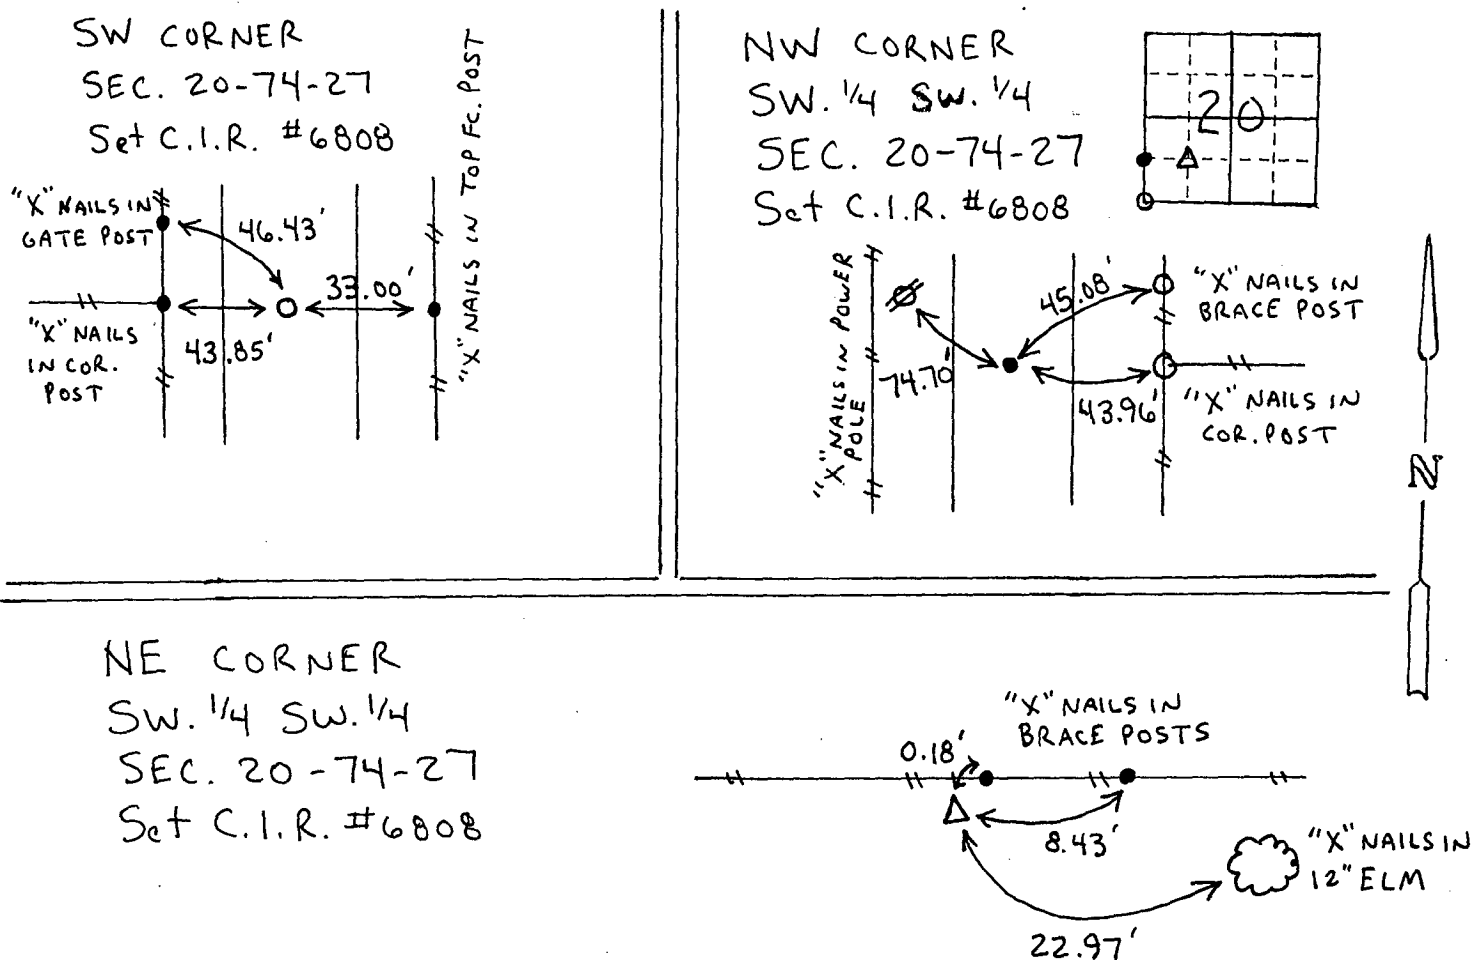 SW CORNER
SEC. 20-74-27
Set C.I.R. #6808
"X" NAILS IN
GATE POST
46.43'
33.00'
43.85'
"X" NAILS
IN COR.
POST
"X" NAILS IN TOP FC. POST
NW CORNER
SW. 1/4 SW. 1/4
SEC. 20-74-27
Set C.I.R. #6808
20
"X" NAILS IN POWER
POLE
74.70'
45.08'
43.96'
"X" NAILS IN
BRACE POST
"X" NAILS IN
COR. POST
N
NE CORNER
SW. 1/4 SW. 1/4
SEC. 20-74-27
Set C.I.R. #6808
"X" NAILS IN
BRACE POSTS
0.18'
8.43'
22.97'
"X" NAILS IN
12" ELM